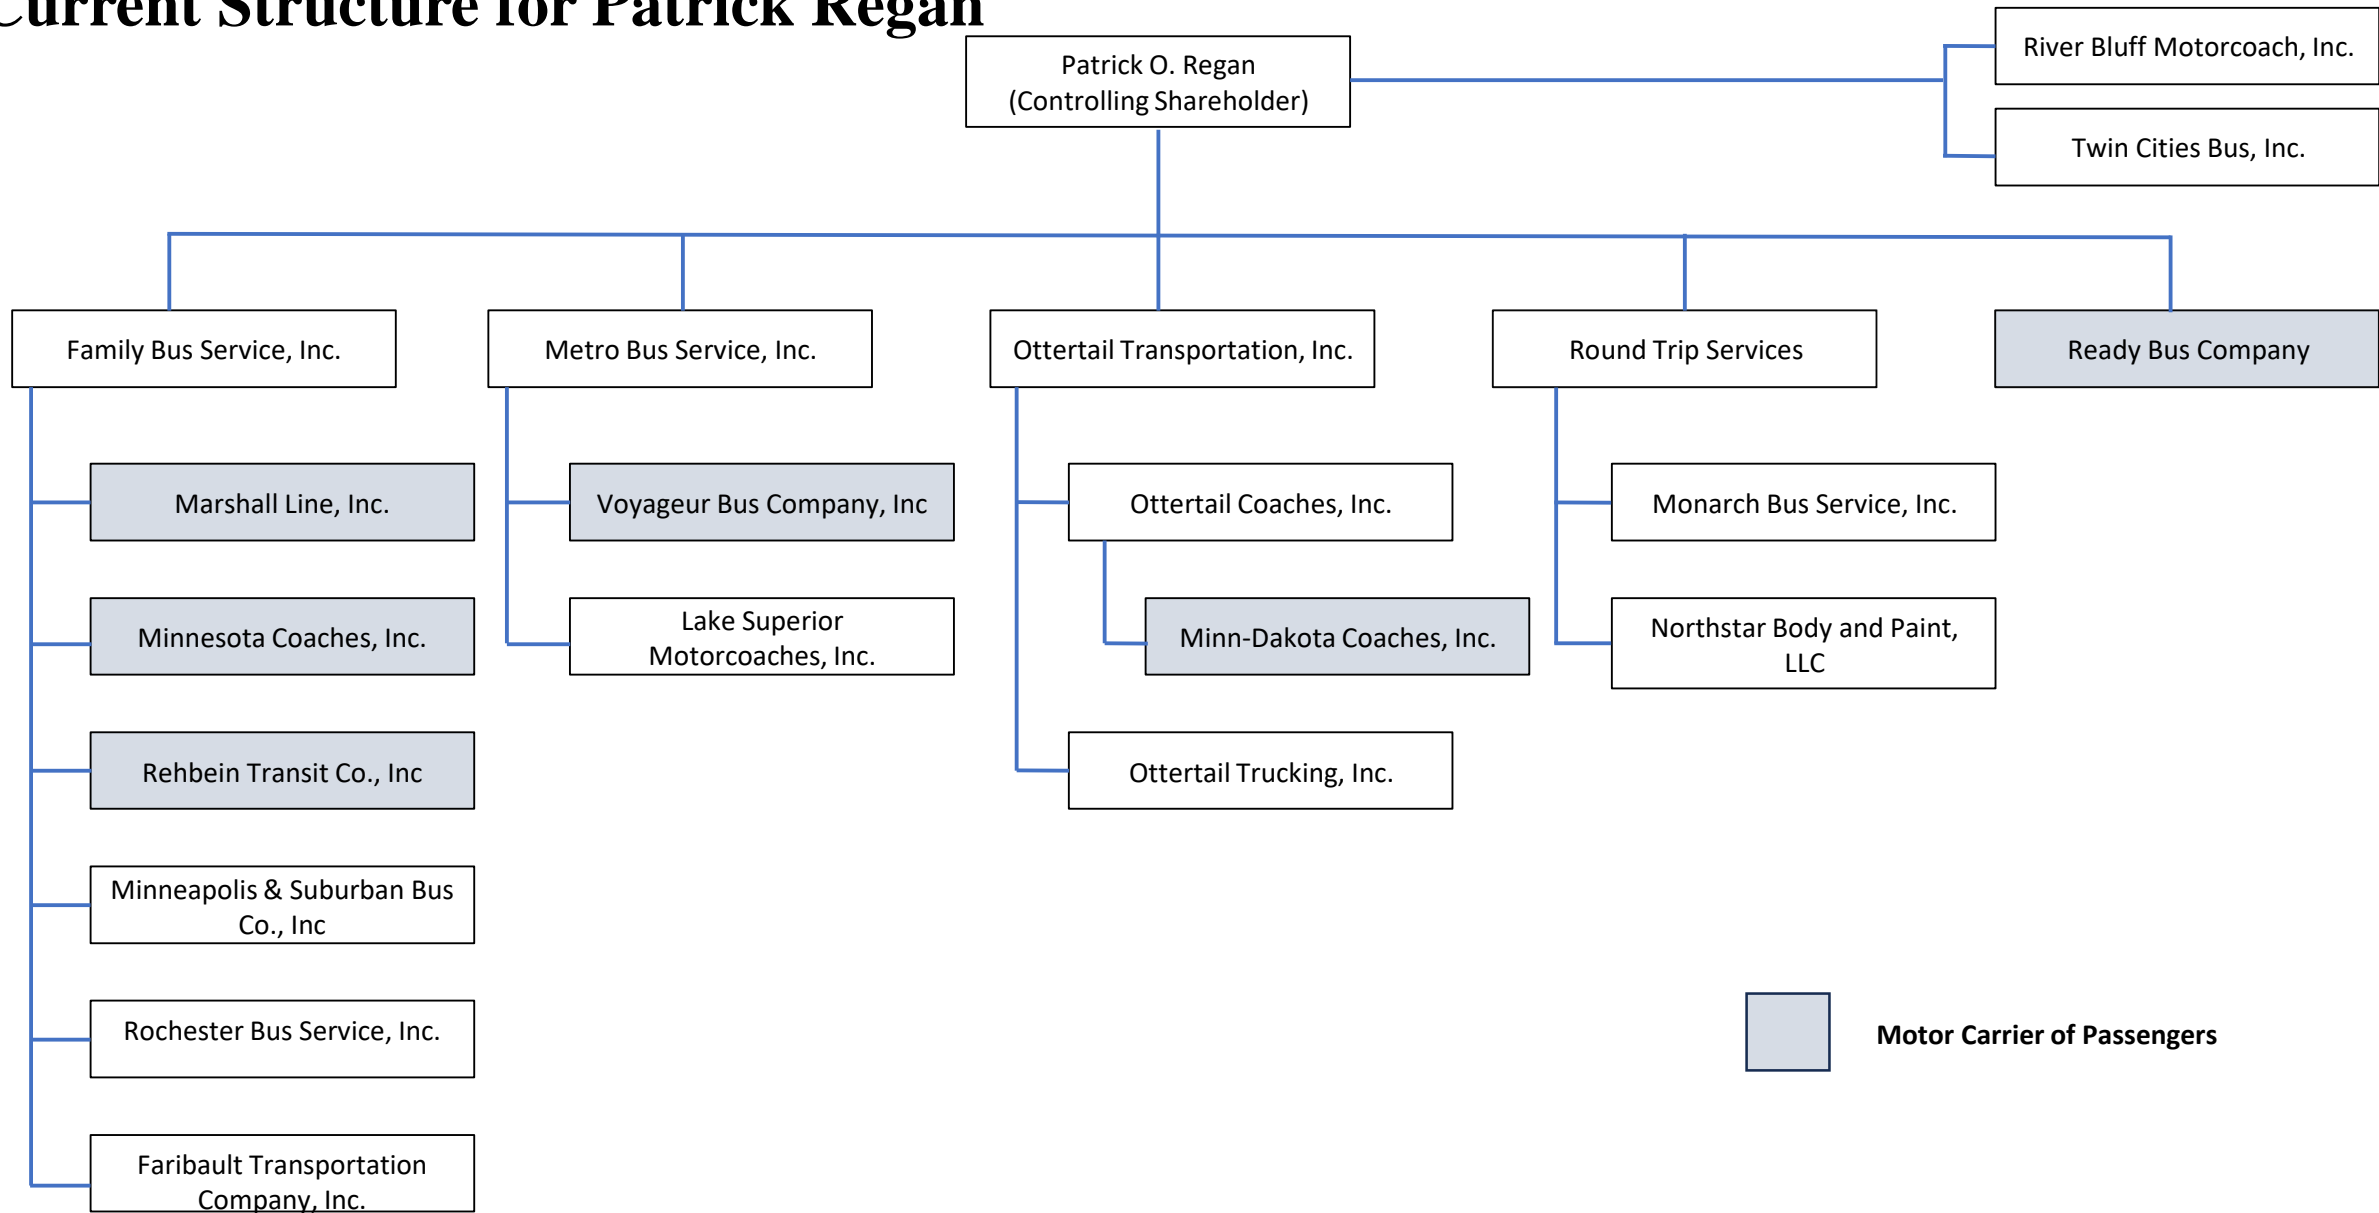 Current Structure for Patrick Regan
Patrick O. Regan
(Controlling Shareholder)
River Bluff Motorcoach, Inc.
Twin Cities Bus, Inc.
Family Bus Service, Inc.
Metro Bus Service, Inc.
Ottertail Transportation, Inc.
Round Trip Services
Ready Bus Company
Marshall Line, Inc.
Voyageur Bus Company, Inc
Ottertail Coaches, Inc.
Monarch Bus Service, Inc.
Minnesota Coaches, Inc.
Lake Superior
Motorcoaches, Inc.
Minn-Dakota Coaches, Inc.
Northstar Body and Paint,
LLC
Rehbein Transit Co., Inc
Ottertail Trucking, Inc.
Minneapolis & Suburban Bus
Co., Inc
Rochester Bus Service, Inc.
Motor Carrier of Passengers
Faribault Transportation
Company, Inc.